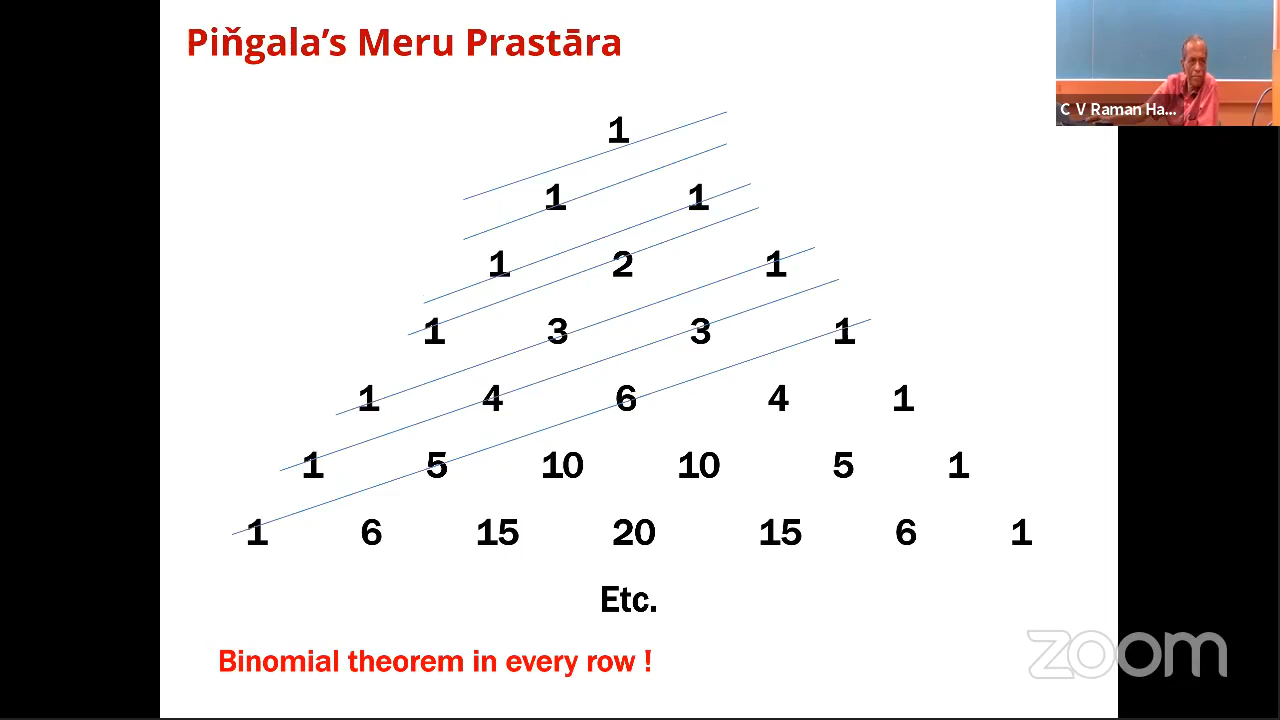 Piňgala’s Meru Prastāra
C V Raman Ha...
1
1 1
1 2 1
1 3 3 1
1 4 6 4 1
1 5 10 10 5 1
1 6 15 20 15 6 1
Etc.
Binomial theorem in every row !
zoom